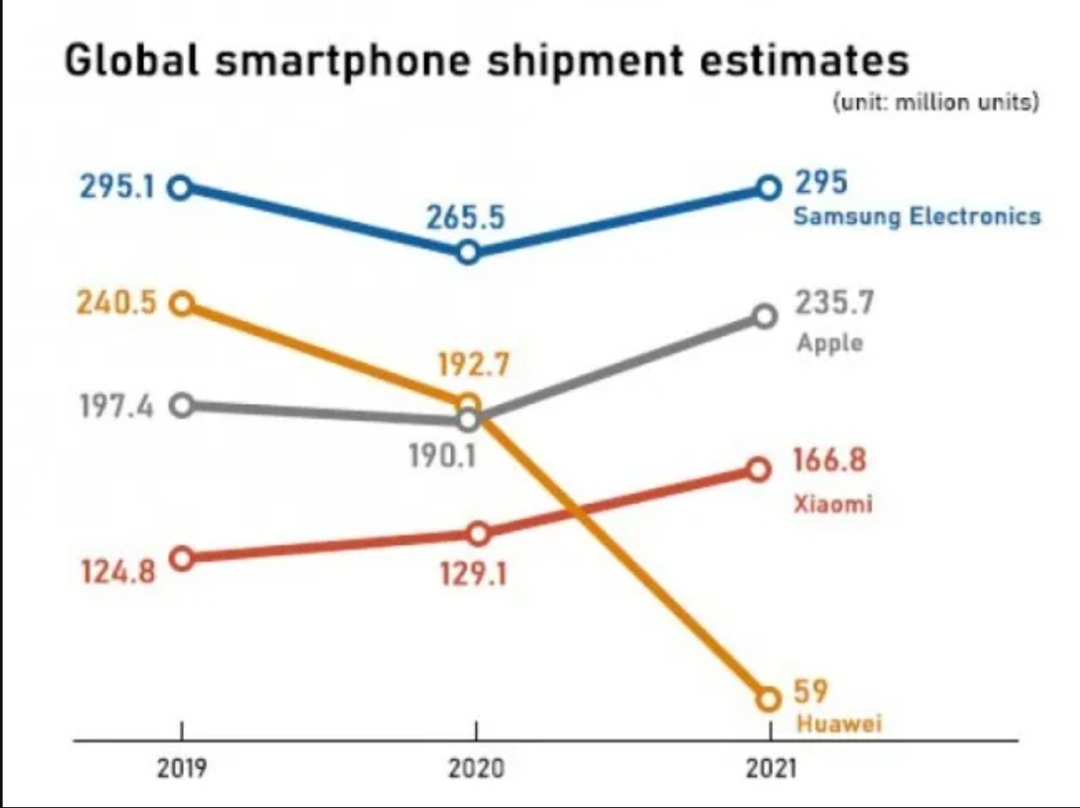 Global smartphone shipment estimates
(unit: million units)
295.1
265.5
295
Samsung Electronics
240.5
192.7
235.7
Apple
197.4
190.1
166.8
Xiaomi
124.8
129.1
59
Huawei
2019 2020 2021